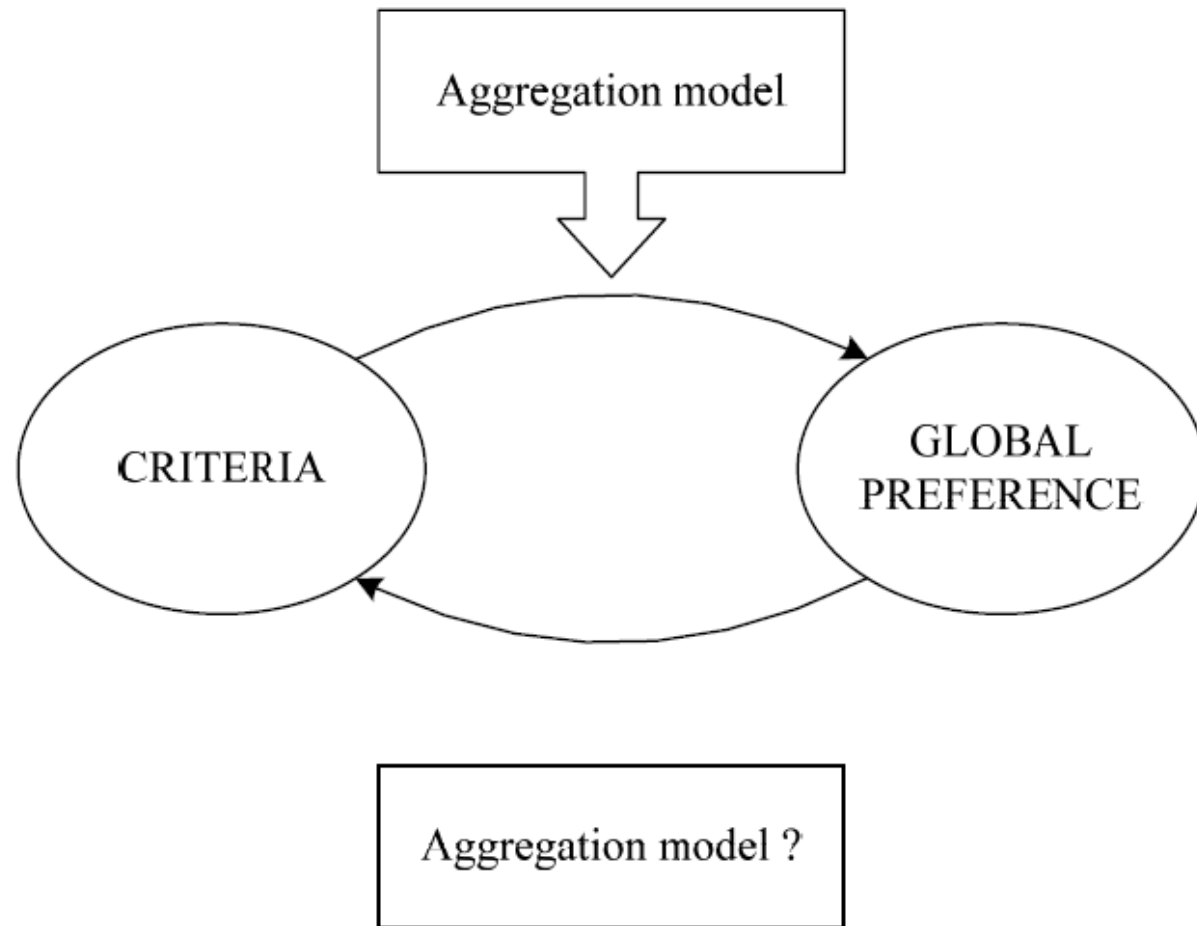 Aggregation model
CRITERIA
GLOBAL
PREFERENCE
Aggregation model ?